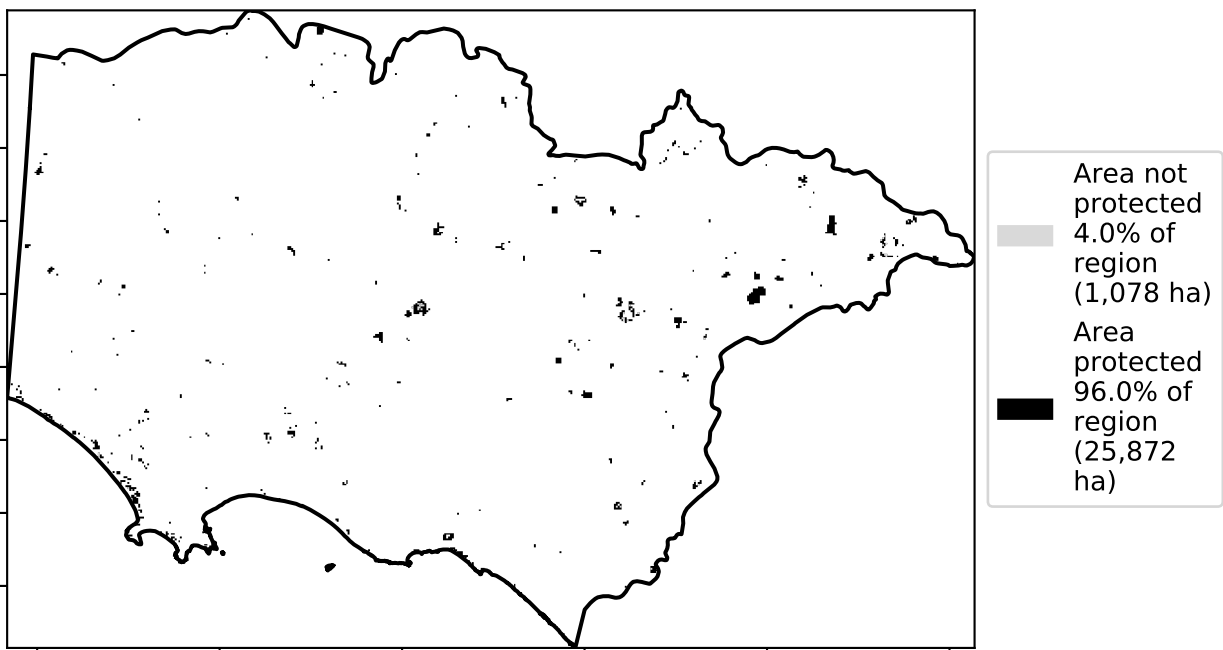 Area not
protected
4.0% of
region
(1,078 ha)
Area
protected
96.0% of
region
(25,872
ha)